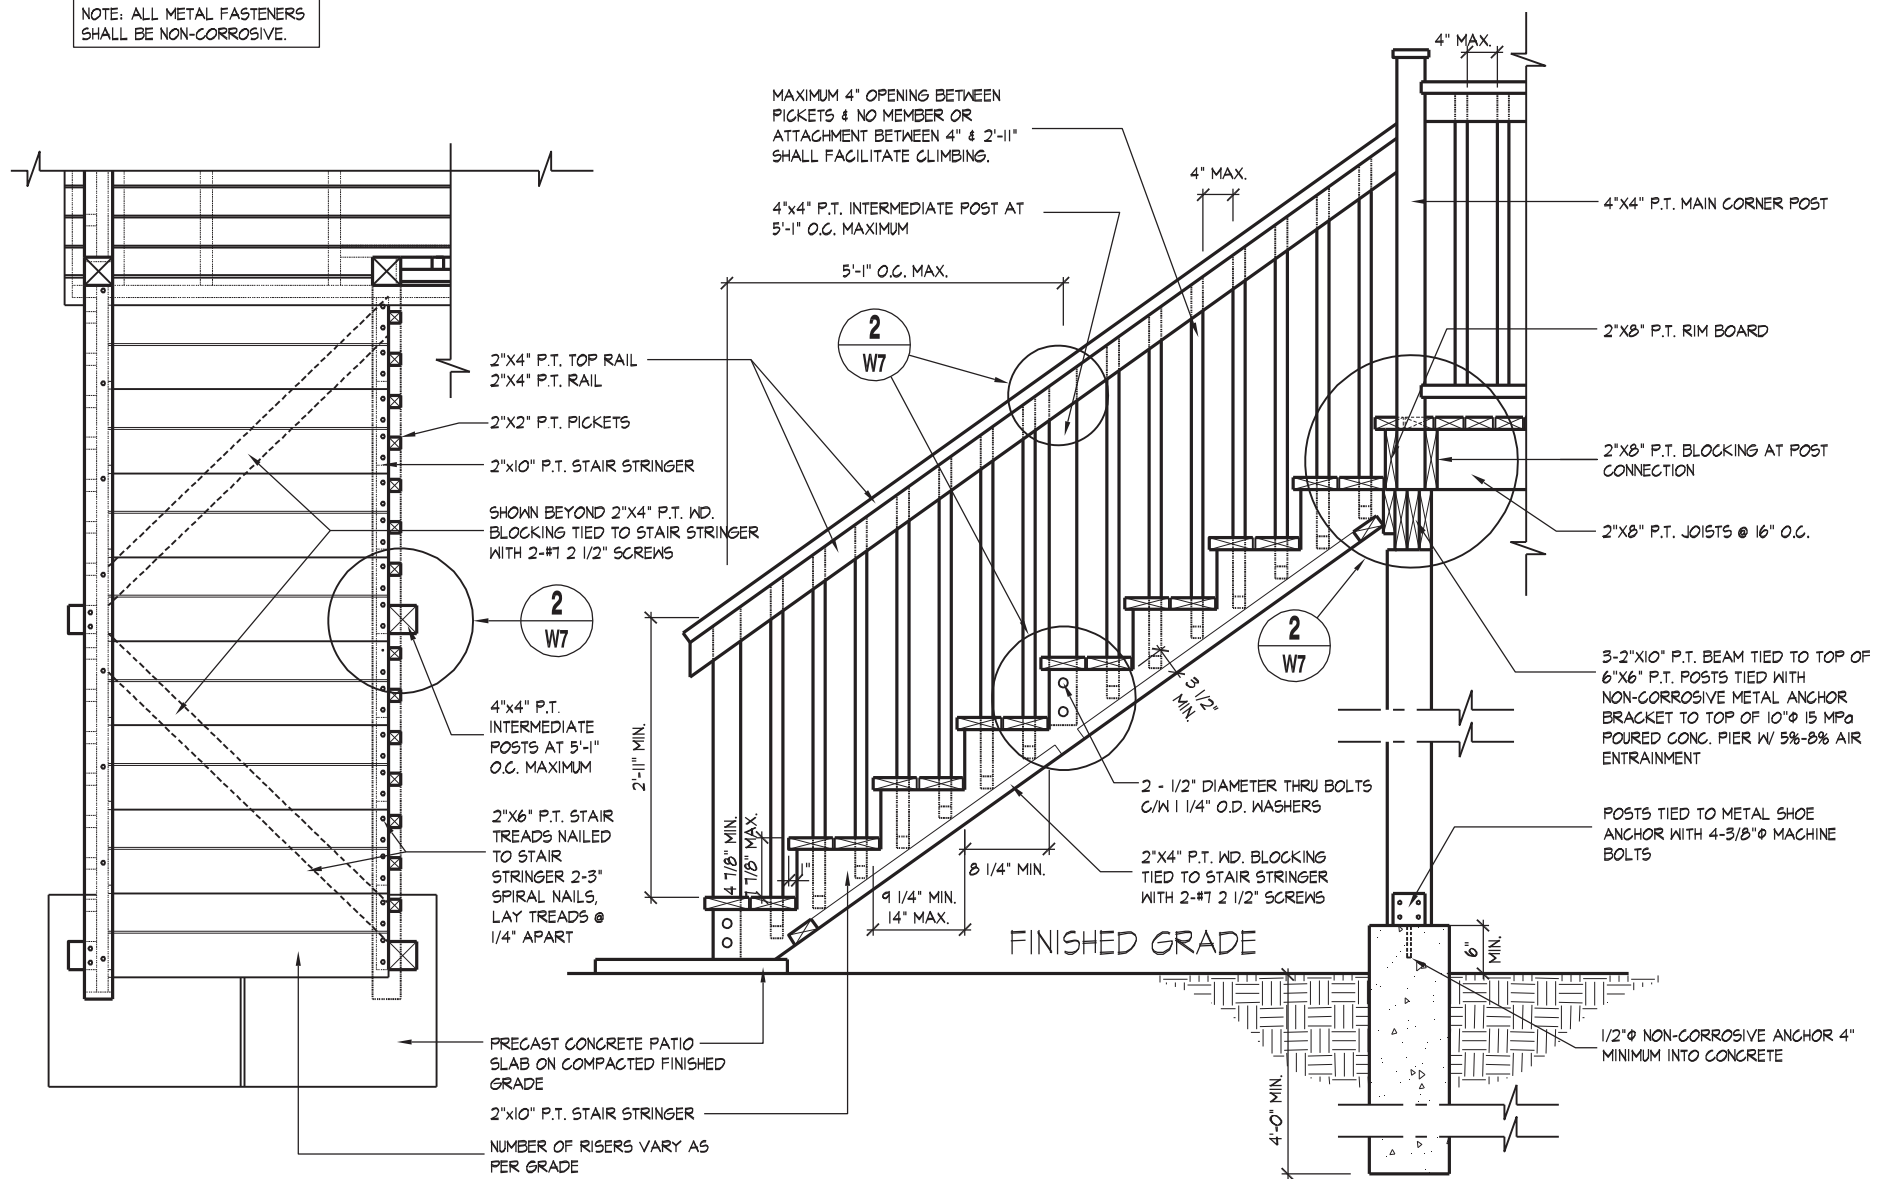 NOTE: ALL METAL FASTENERS
SHALL BE NON-CORROSIVE.
2"X4" P.T. TOP RAIL
2"X4" P.T. RAIL
2"X2" P.T. PICKETS
2"x10" P.T. STAIR STRINGER
SHOWN BEYOND 2"X4" P.T. WD.
BLOCKING TIED TO STAIR STRINGER
WITH 2-#7 2 1/2" SCREWS
2
W7
4"x4" P.T.
INTERMEDIATE
POSTS AT 5'-1"
O.C. MAXIMUM
2"X6" P.T. STAIR
TREADS NAILED
TO STAIR
STRINGER 2-3"
SPIRAL NAILS,
LAY TREADS @
1/4" APART
PRECAST CONCRETE PATIO
SLAB ON COMPACTED FINISHED
GRADE
2"x10" P.T. STAIR STRINGER
NUMBER OF RISERS VARY AS
PER GRADE
MAXIMUM 4" OPENING BETWEEN
PICKETS & NO MEMBER OR
ATTACHMENT BETWEEN 4" & 2'-11"
SHALL FACILITATE CLIMBING.
4"x4" P.T. INTERMEDIATE POST AT
5'-1" O.C. MAXIMUM
5'-1" O.C. MAX.
2
W7
4" MAX.
4" MAX.
2'-11" MIN.
4 7/8" MIN.
7 7/8" MAX.
1"
9 1/4" MIN.
14" MAX.
8 1/4" MIN.
3 1/2"
MIN.
2
W7
2 - 1/2" DIAMETER THRU BOLTS
C/W 1 1/4" O.D. WASHERS
2"X4" P.T. WD. BLOCKING
TIED TO STAIR STRINGER
WITH 2-#7 2 1/2" SCREWS
FINISHED GRADE
4"X4" P.T. MAIN CORNER POST
2"X8" P.T. RIM BOARD
2"X8" P.T. BLOCKING AT POST
CONNECTION
2"X8" P.T. JOISTS @ 16" O.C.
3-2"X10" P.T. BEAM TIED TO TOP OF
6"X6" P.T. POSTS TIED WITH
NON-CORROSIVE METAL ANCHOR
BRACKET TO TOP OF 10"Φ 15 MPa
POURED CONC. PIER W/ 5%-8% AIR
ENTRAINMENT
POSTS TIED TO METAL SHOE
ANCHOR WITH 4-3/8"Φ MACHINE
BOLTS
6"
MIN.
1/2"Φ NON-CORROSIVE ANCHOR 4"
MINIMUM INTO CONCRETE
4'-0" MIN.